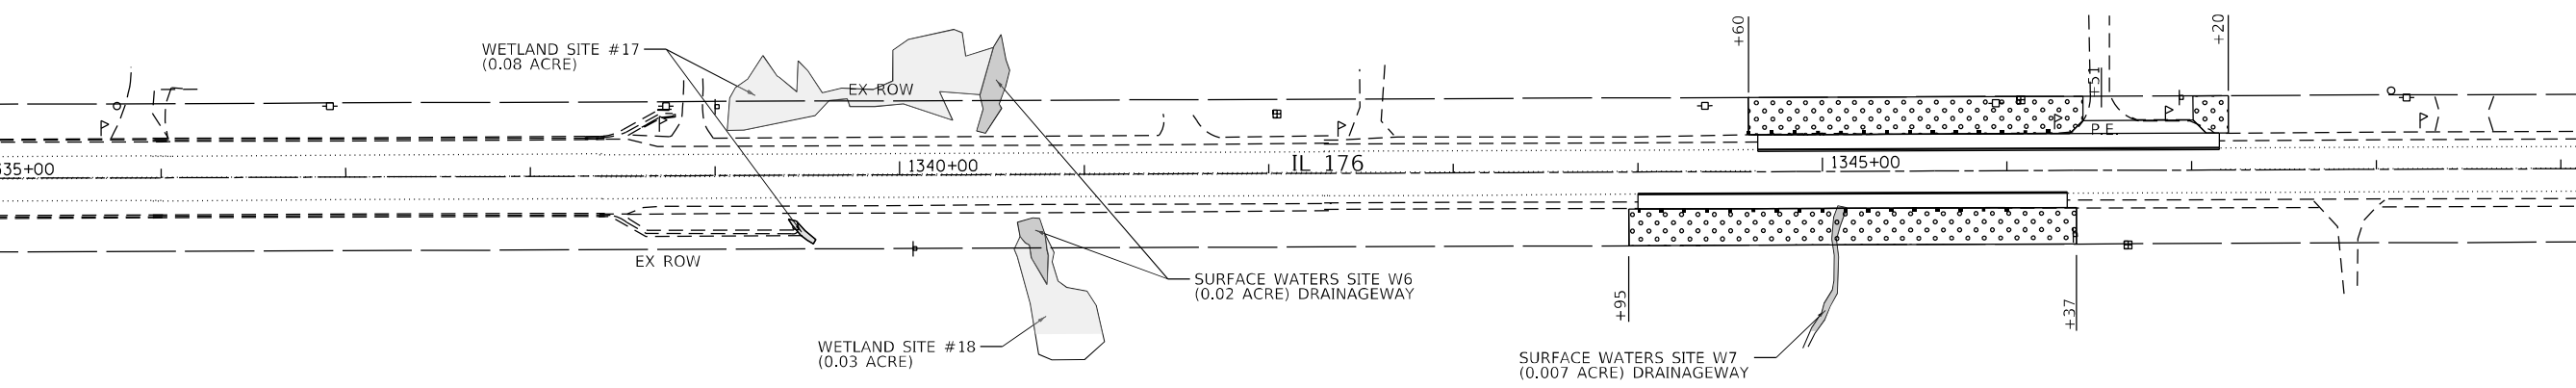 WETLAND SITE #17
(0.08 ACRE)
EX ROW
+60
+51
+20
P.E.
35+00
1340+00
IL 176
1345+00
EX ROW
SURFACE WATERS SITE W6
(0.02 ACRE) DRAINAGEWAY
+95
+37
WETLAND SITE #18
(0.03 ACRE)
SURFACE WATERS SITE W7
(0.007 ACRE) DRAINAGEWAY